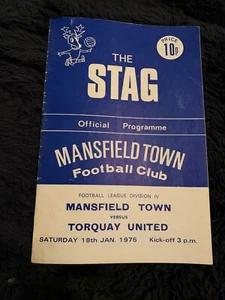 PRICE
10p
THE
STAG
Official Programme
MANSFIELD TOWN
Football Club
FOOTBALL LEAGUE DIVISION IV
MANSFIELD TOWN
VERSUS
TORQUAY UNITED
SATURDAY 18th JAN. 1975 Kick-off 3 p.m.